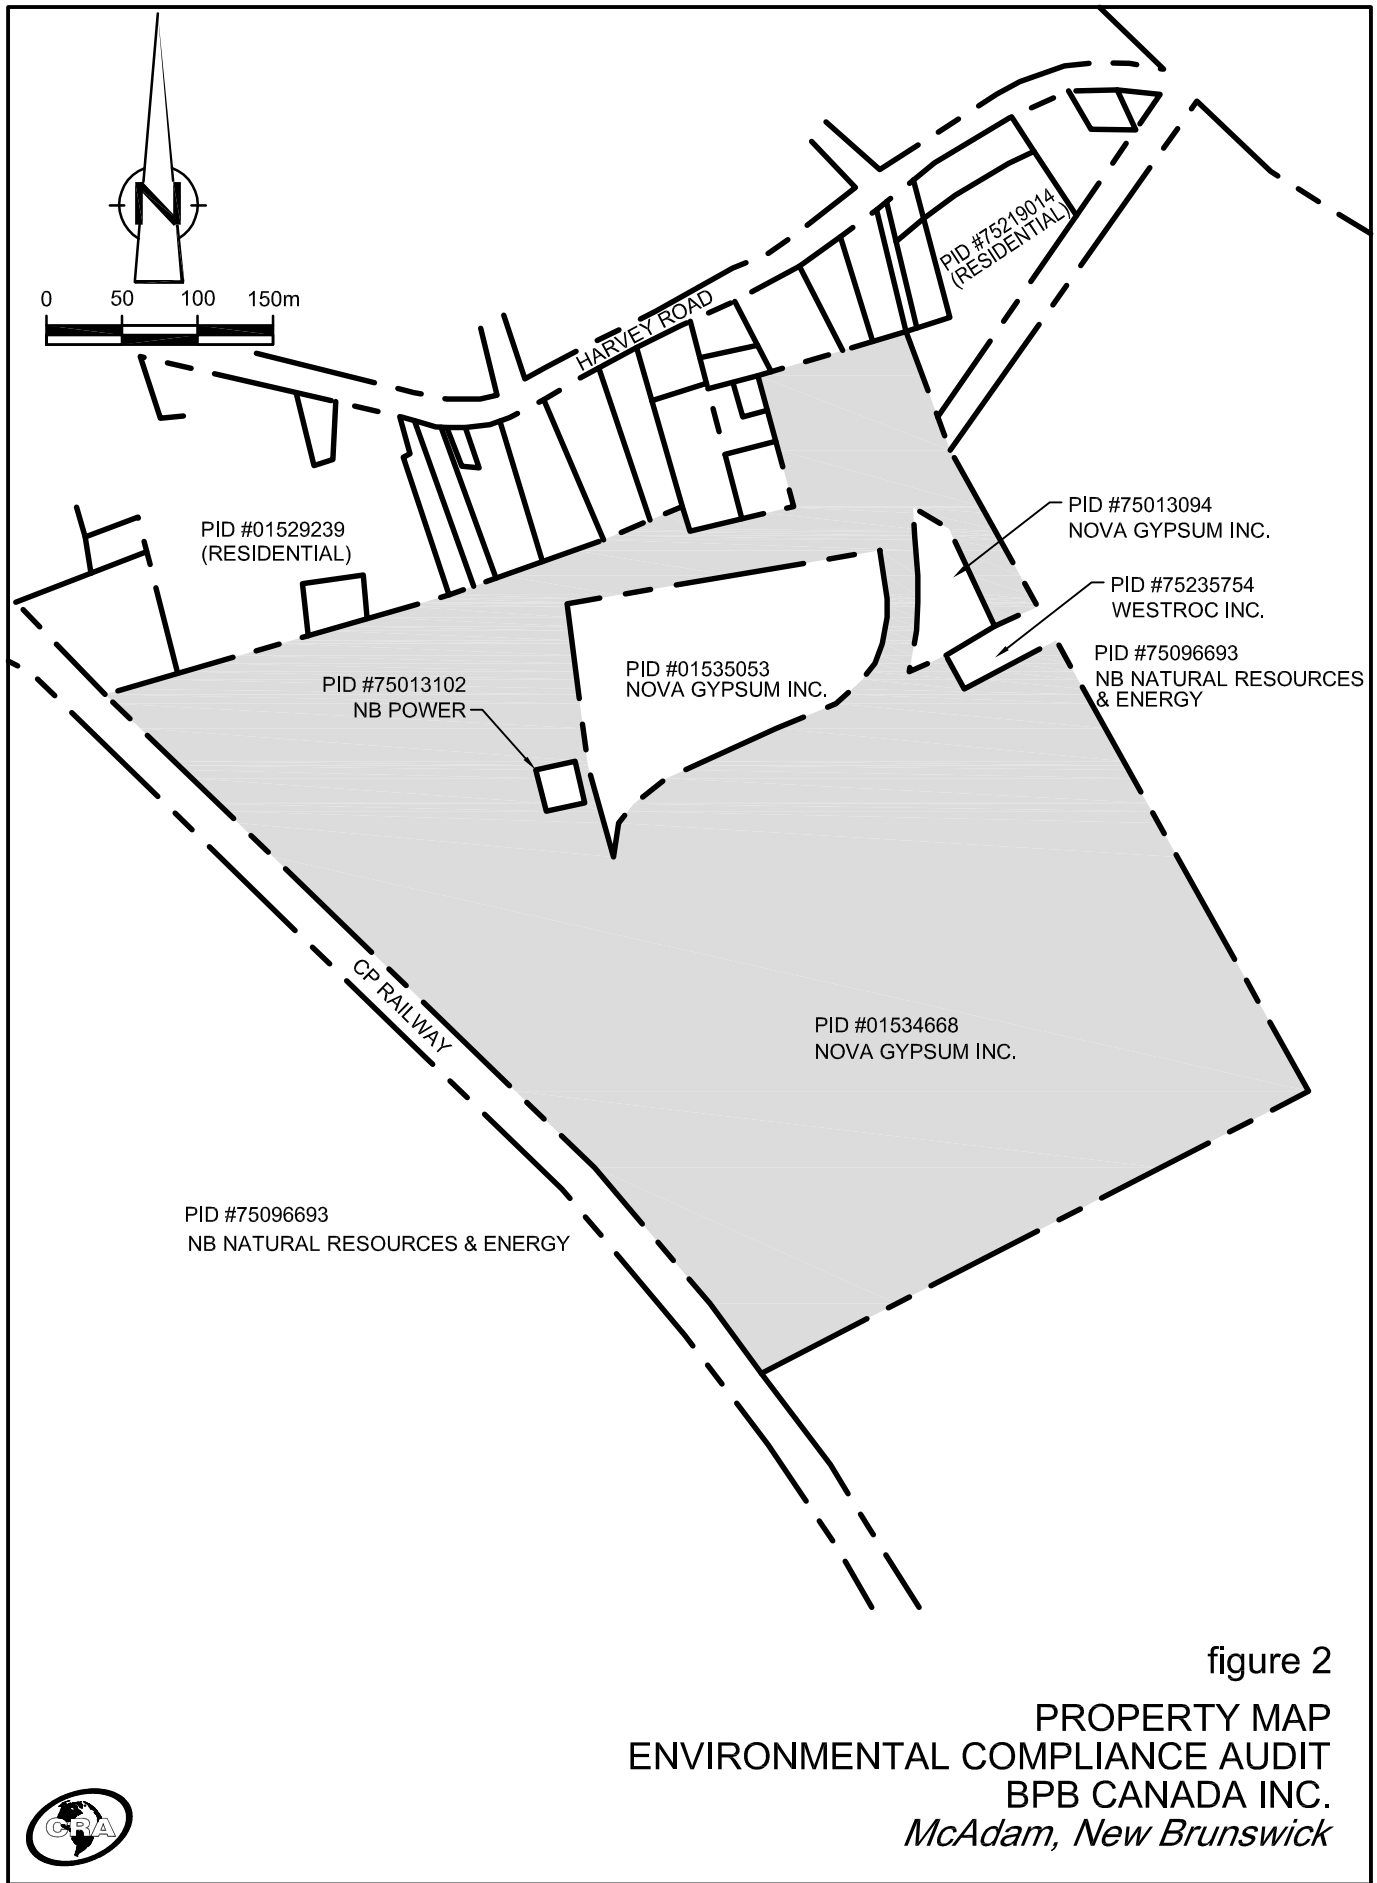 N
0 50 100 150m
PID #75219014
(RESIDENTIAL)
HARVEY ROAD
PID #75013094
NOVA GYPSUM INC.
PID #01529239
(RESIDENTIAL)
PID #75235754
WESTROC INC.
PID #75096693
NB NATURAL RESOURCES
& ENERGY
PID #01535053
NOVA GYPSUM INC.
PID #75013102
NB POWER
CP RAILWAY
PID #01534668
NOVA GYPSUM INC.
PID #75096693
NB NATURAL RESOURCES & ENERGY
figure 2
PROPERTY MAP
ENVIRONMENTAL COMPLIANCE AUDIT
BPB CANADA INC.
McAdam, New Brunswick
CRA